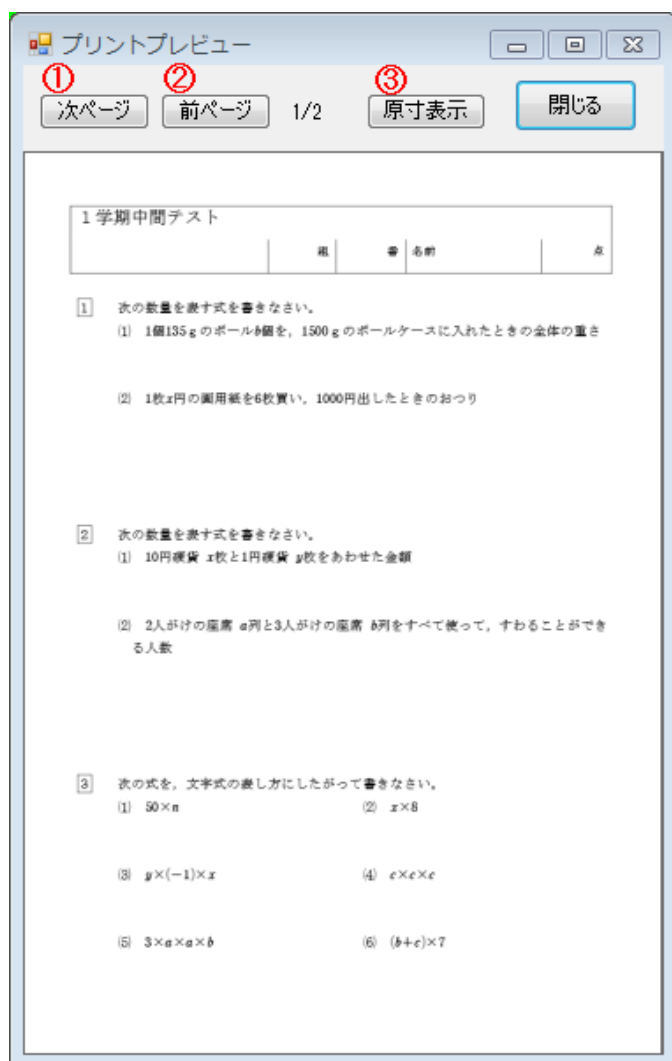 プリントプレビュー
① ② ③
次ページ 前ページ 1/2 原寸表示 閉じる
1学期中間テスト
組 番 名前 点
1 次の数量を表す式を書きなさい。
(1) 1個135gのボールb個を，1500gのボールケースに入れたときの全体の重さ
(2) 1枚x円の画用紙を6枚買い，1000円出したときのおつり
2 次の数量を表す式を書きなさい。
(1) 10円硬貨 x枚と1円硬貨 y枚をあわせた金額
(2) 2人がけの座席 a列と3人がけの座席 b列をすべて使って，すわることができ
る人数
3 次の式を，文字式の表し方にしたがって書きなさい。
(1) 50×n (2) x×8
(3) y×(−1)×x (4) c×c×c
(5) 3×a×a×b (6) (b+c)×7